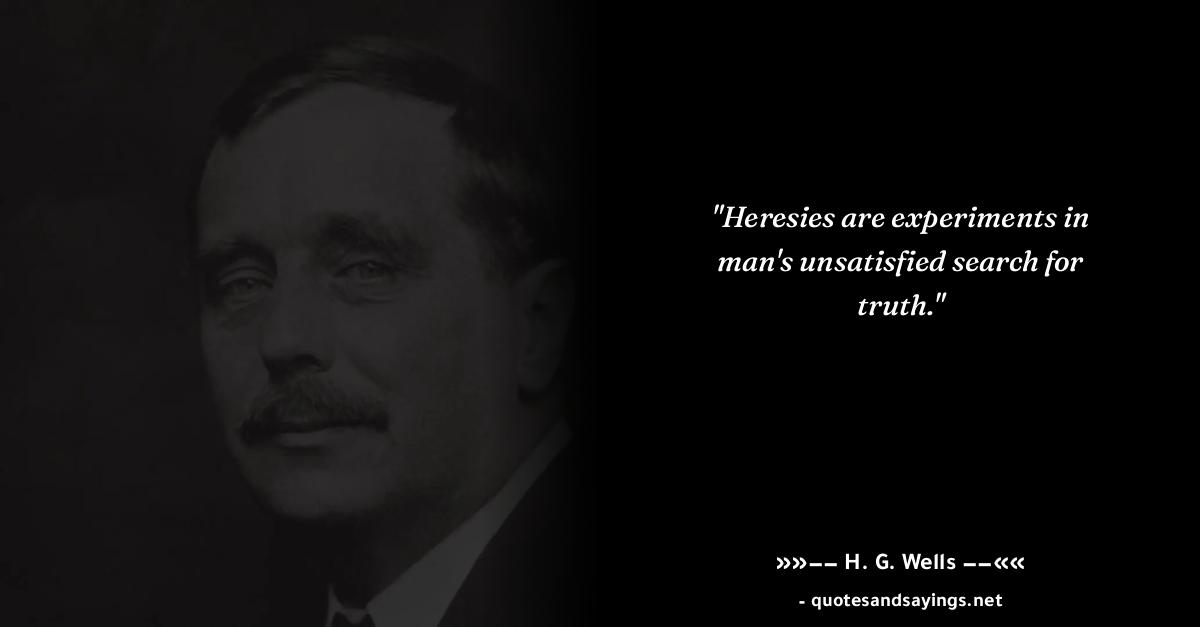 "Heresies are experiments in
man's unsatisfied search for
truth."
»»−− H. G. Wells −−««
- quotesandsayings.net